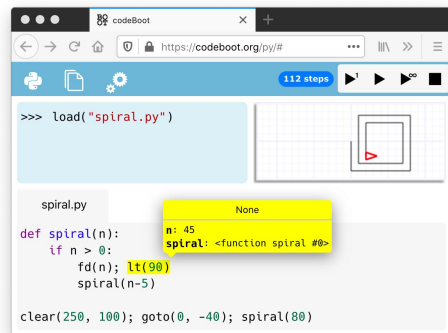 codeBoot
https://codeboot.org/py/#
112 steps
1
∞
>>> load("spiral.py")
spiral.py
None
n: 45
spiral: <function spiral #0>
def spiral(n):
if n > 0:
fd(n); lt(90)
spiral(n-5)
clear(250, 100); goto(0, -40); spiral(80)